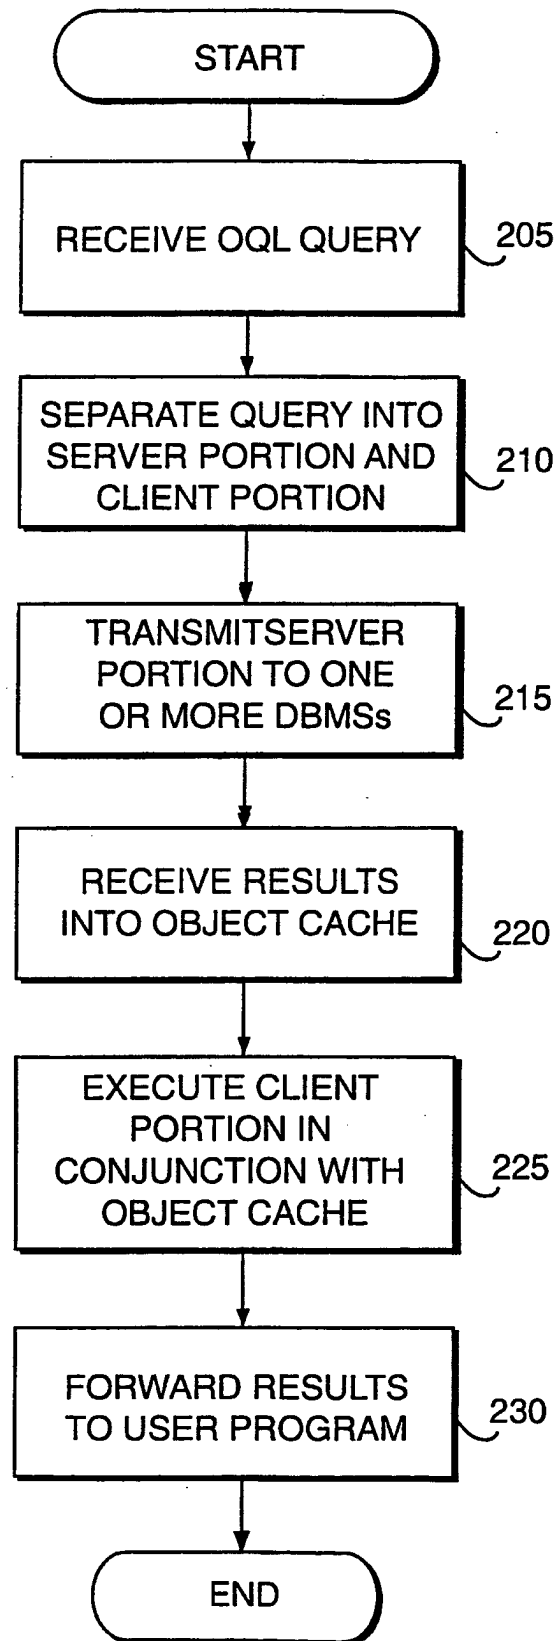 START
RECEIVE OQL QUERY
205
SEPARATE QUERY INTO
SERVER PORTION AND
CLIENT PORTION
210
TRANSMITSERVER
PORTION TO ONE
OR MORE DBMSs
215
RECEIVE RESULTS
INTO OBJECT CACHE
220
EXECUTE CLIENT
PORTION IN
CONJUNCTION WITH
OBJECT CACHE
225
FORWARD RESULTS
TO USER PROGRAM
230
END